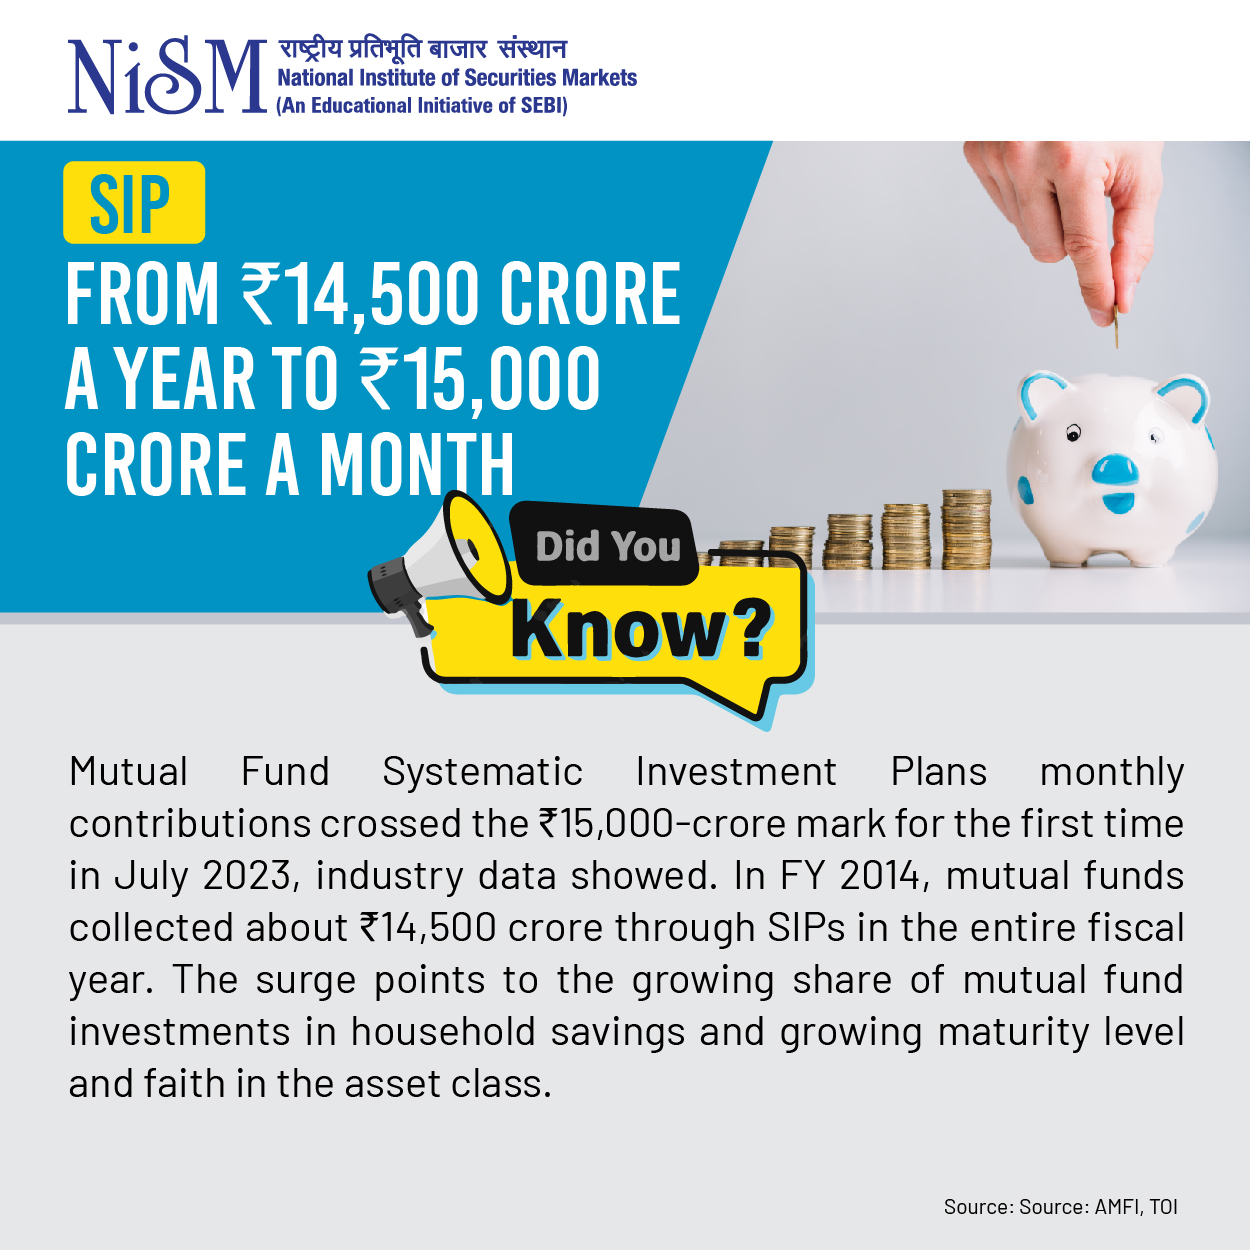 NiSM
राष्ट्रीय प्रतिभूति बाजार संस्थान
National Institute of Securities Markets
(An Educational Initiative of SEBI)
SIP
FROM ₹14,500 CRORE
A YEAR TO ₹15,000
CRORE A MONTH
Did You
Know?
Mutual Fund Systematic Investment Plans monthly
contributions crossed the ₹15,000-crore mark for the first time
in July 2023, industry data showed. In FY 2014, mutual funds
collected about ₹14,500 crore through SIPs in the entire fiscal
year. The surge points to the growing share of mutual fund
investments in household savings and growing maturity level
and faith in the asset class.
Source: Source: AMFI, TOI